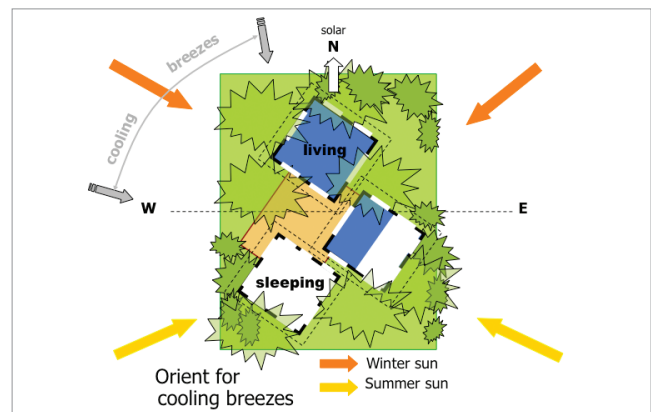 solar
N
breezes
cooling
living
W
E
sleeping
Winter sun
Summer sun
Orient for
cooling breezes